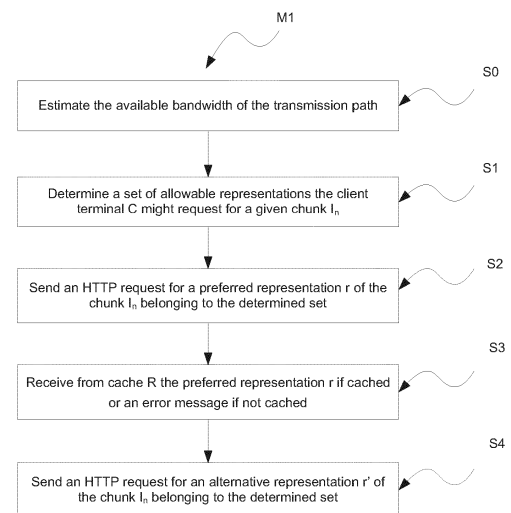 M1
S0
Estimate the available bandwidth of the transmission path
S1
Determine a set of allowable representations the client
terminal C might request for a given chunk Iₙ
S2
Send an HTTP request for a preferred representation r of the
chunk Iₙ belonging to the determined set
S3
Receive from cache R the preferred representation r if cached
or an error message if not cached
S4
Send an HTTP request for an alternative representation r' of
the chunk Iₙ belonging to the determined set